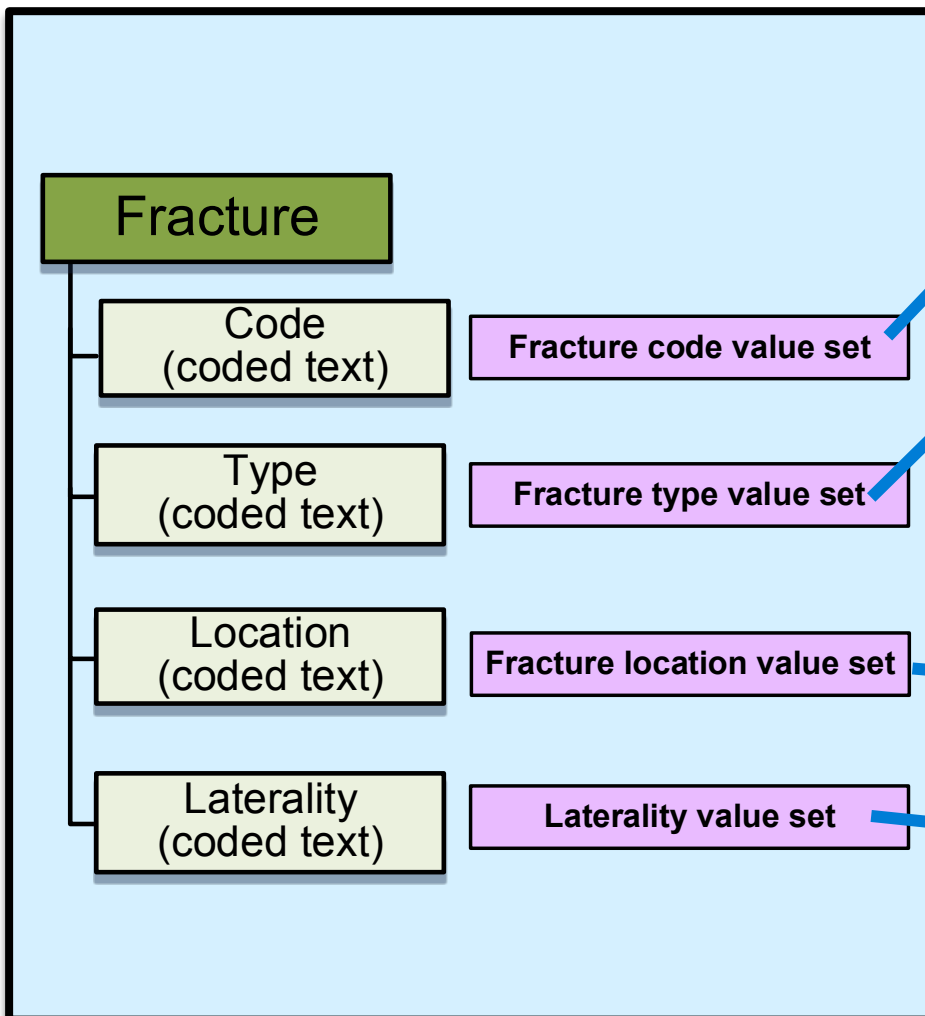 Fracture
Code
(coded text)
Fracture code value set
Type
(coded text)
Fracture type value set
Location
(coded text)
Fracture location value set
Laterality
(coded text)
Laterality value set